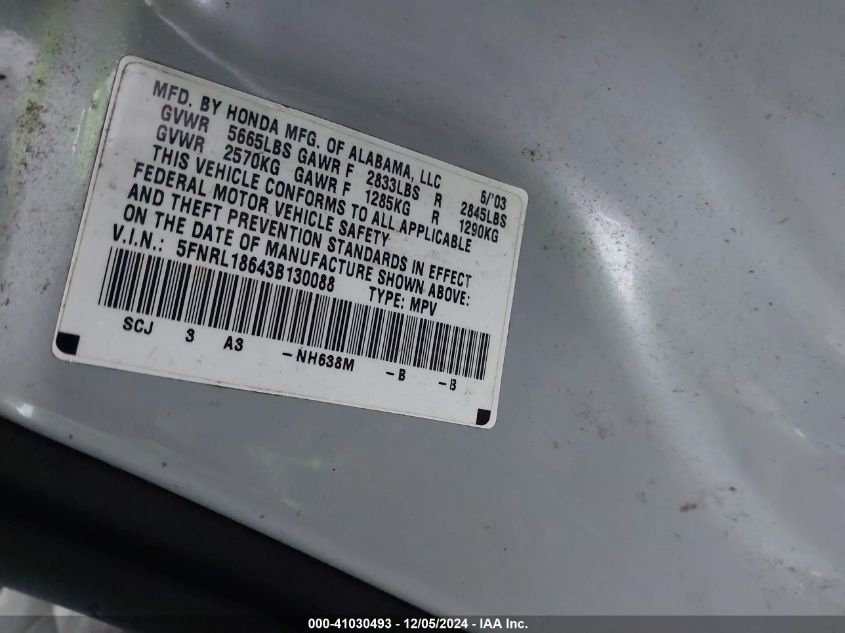 MFD. BY HONDA MFG. OF ALABAMA, LLC 5/'03
GVWR 5665LBS GAWR F 2833LBS R 2845LBS
GVWR 2570KG GAWR F 1285KG R 1290KG
THIS VEHICLE CONFORMS TO ALL APPLICABLE
FEDERAL MOTOR VEHICLE SAFETY
AND THEFT PREVENTION STANDARDS IN EFFECT
ON THE DATE OF MANUFACTURE SHOWN ABOVE:
V.I.N.: 5FNRL18643B130088 TYPE: MPV
SCJ 3 A3 -NH638M -B -B
000-41030493 - 12/05/2024 - IAA Inc.